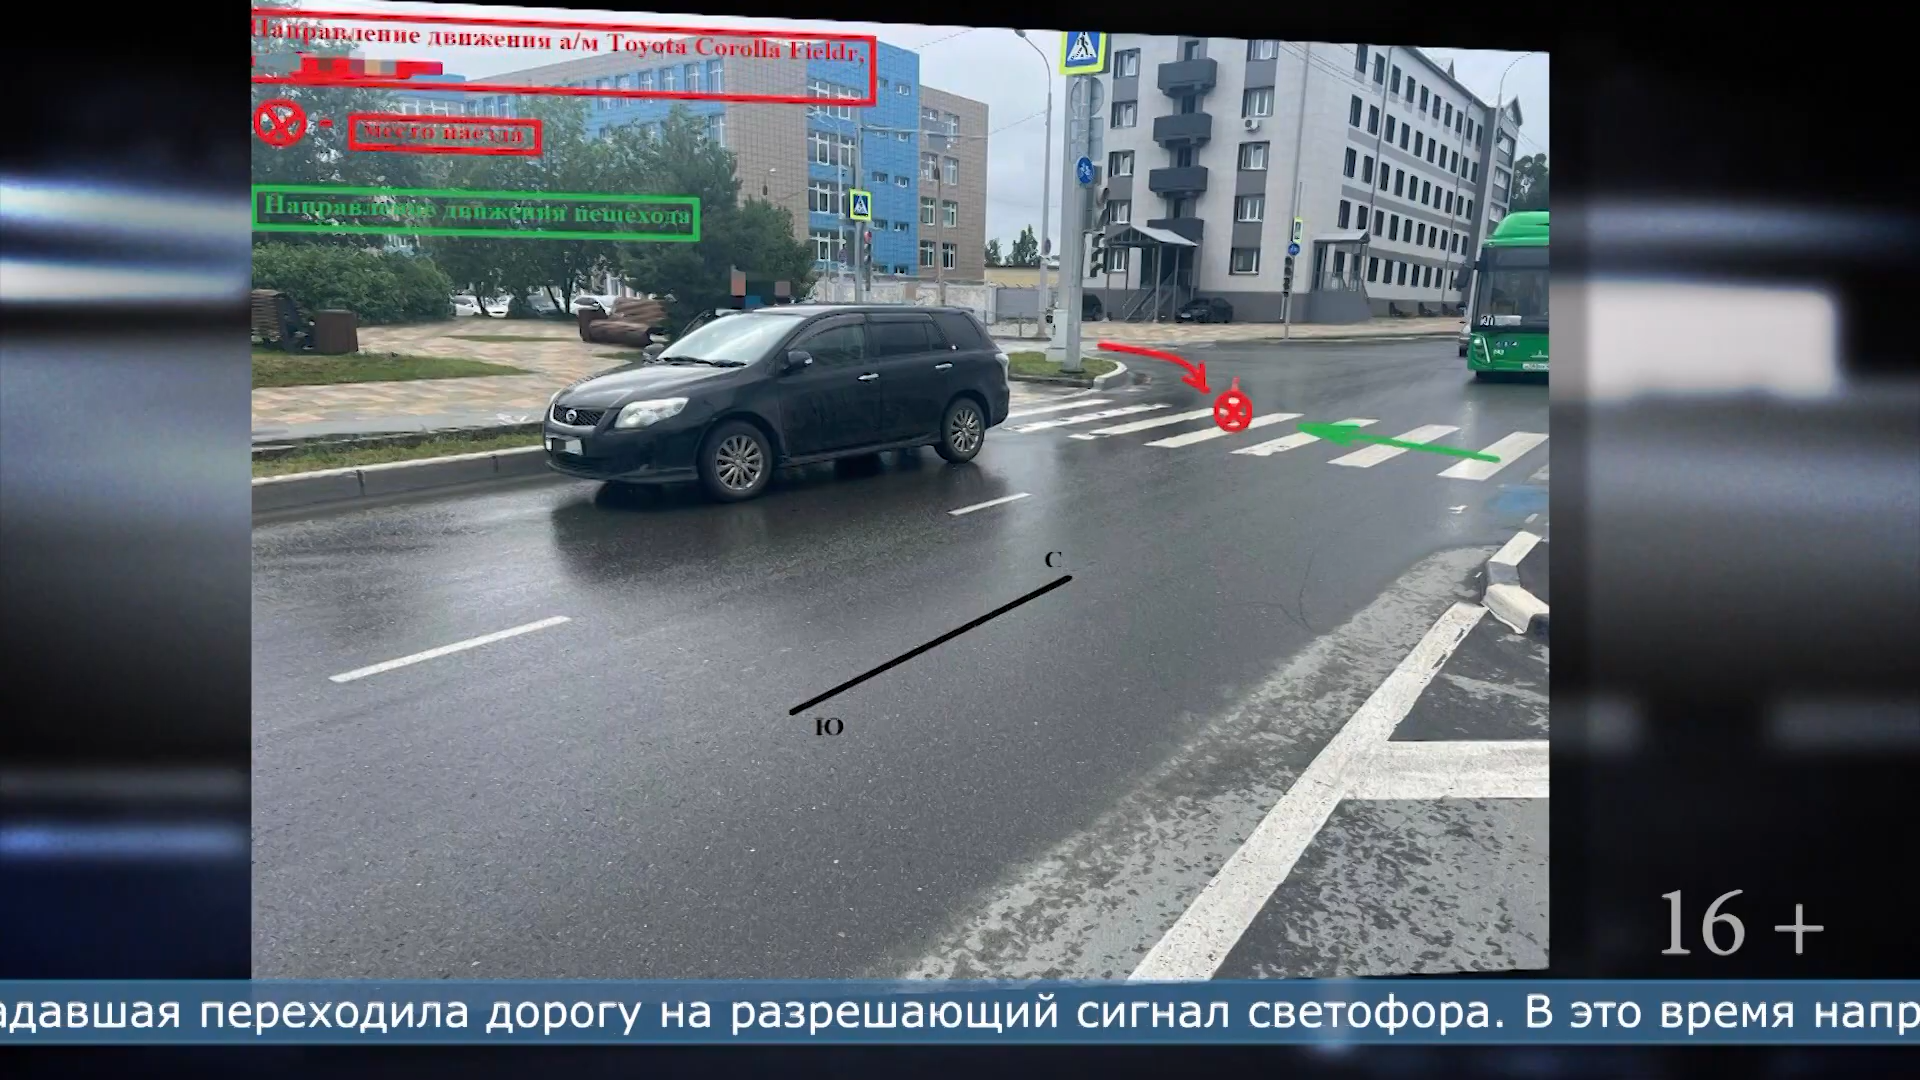 Направление движения а/м Toyota Corolla Fieldr,
- место наезда
Направление движения пешехода
20
С
Ю
16 +
адавшая переходила дорогу на разрешающий сигнал светофора. В это время напр